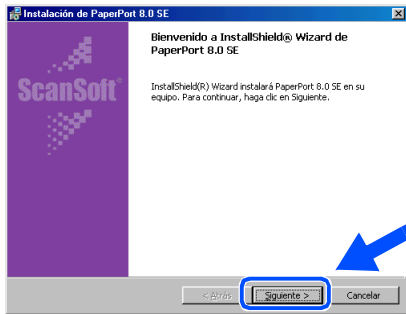 Instalación de PaperPort 8.0 SE
Bienvenido a InstallShield® Wizard de
PaperPort 8.0 SE
ScanSoft®
InstallShield(R) Wizard instalará PaperPort 8.0 SE en su
equipo. Para continuar, haga clic en Siguiente.
< Atrás
Siguiente >
Cancelar